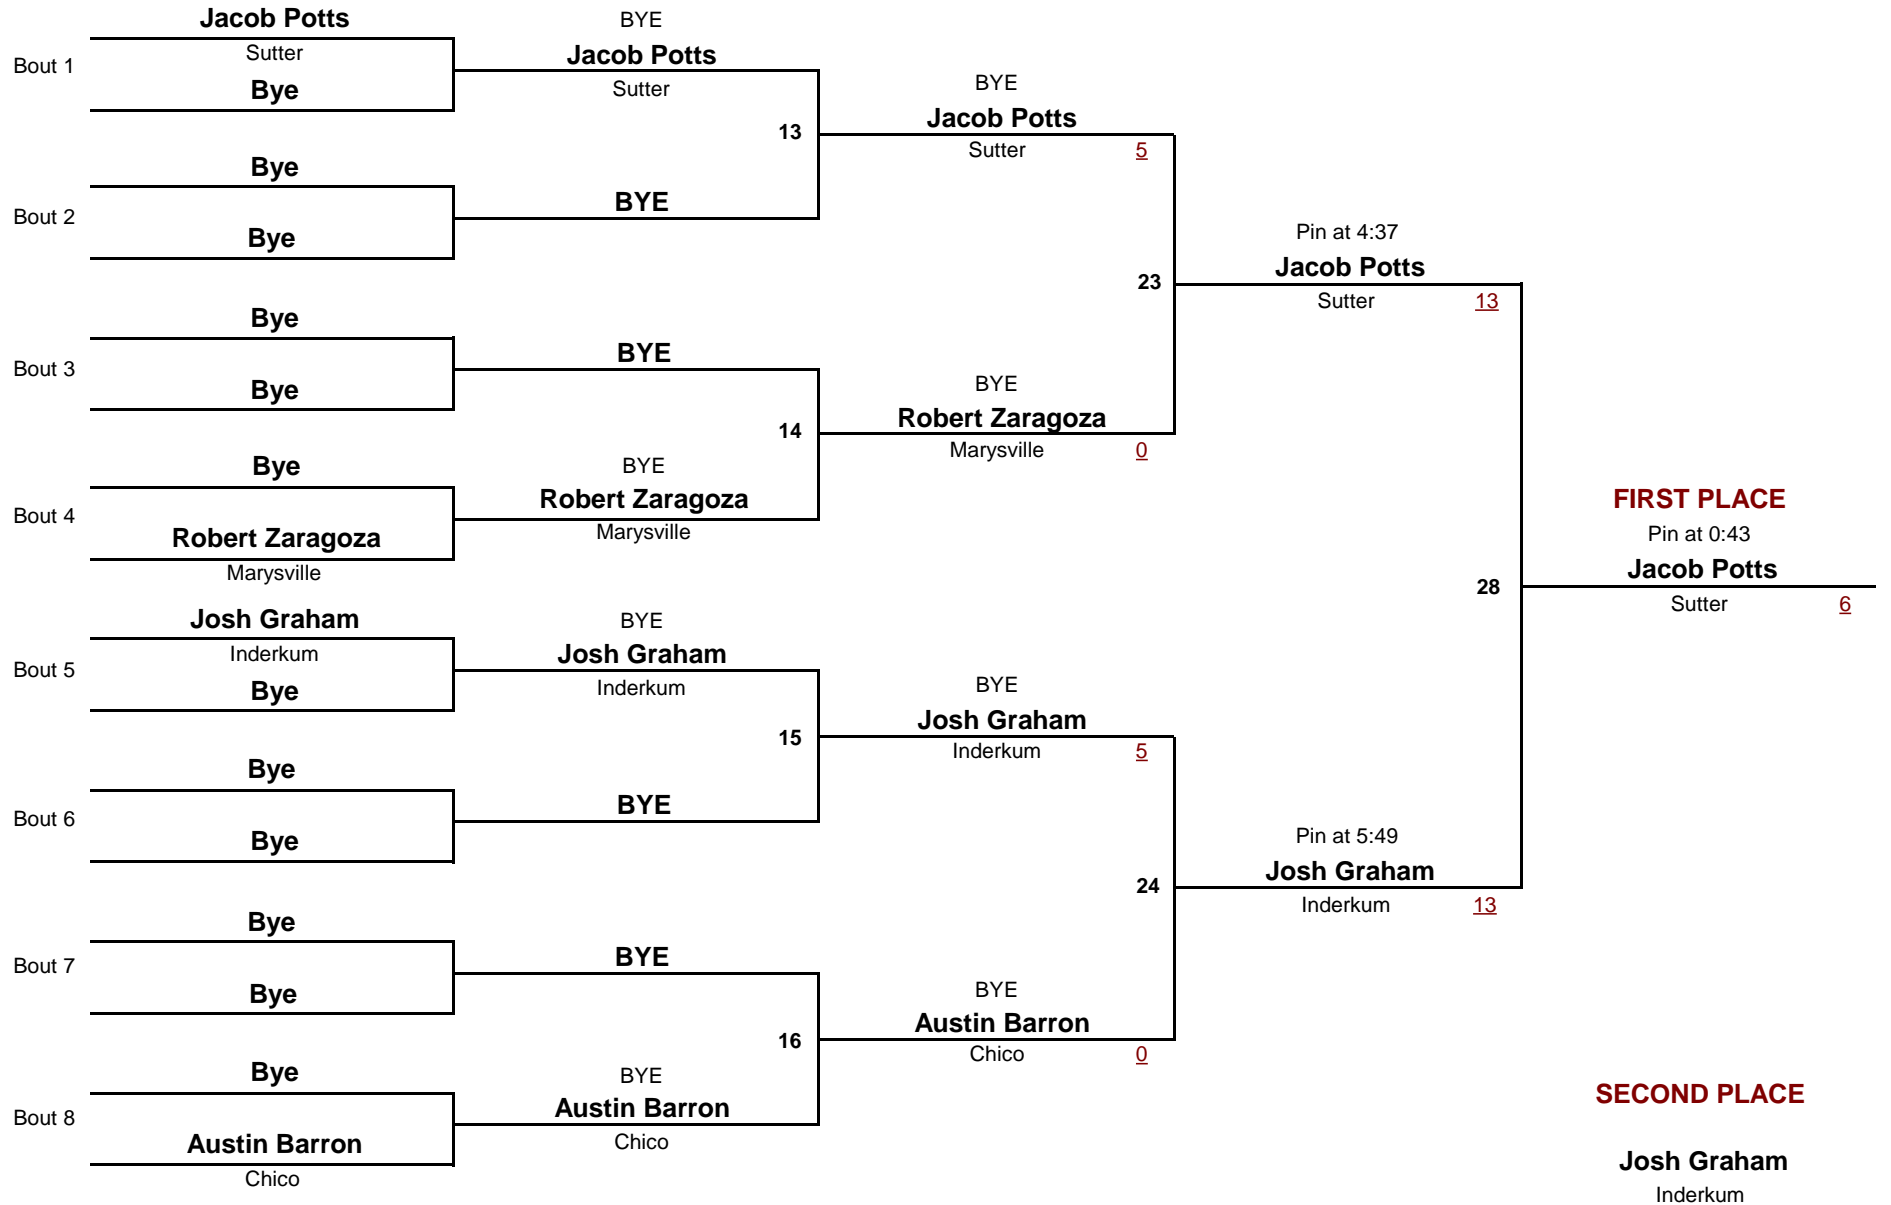 Jacob Potts
Sutter
Bout 1
Bye
Bye
Bout 2
Bye
Bye
Bout 3
Bye
Bye
Bout 4
Robert Zaragoza
Marysville
Josh Graham
Inderkum
Bout 5
Bye
Bye
Bout 6
Bye
Bye
Bout 7
Bye
Bye
Bout 8
Austin Barron
Chico
BYE
Jacob Potts
Sutter
13
BYE
BYE
14
BYE
Robert Zaragoza
Marysville
BYE
Josh Graham
Inderkum
15
BYE
BYE
16
BYE
Austin Barron
Chico
BYE
Jacob Potts
Sutter 5
23
BYE
Robert Zaragoza
Marysville 0
BYE
Josh Graham
Inderkum 5
24
BYE
Austin Barron
Chico 0
Pin at 4:37
Jacob Potts
Sutter 13
28
Pin at 5:49
Josh Graham
Inderkum 13
FIRST PLACE
Pin at 0:43
Jacob Potts
Sutter 6
SECOND PLACE
Josh Graham
Inderkum